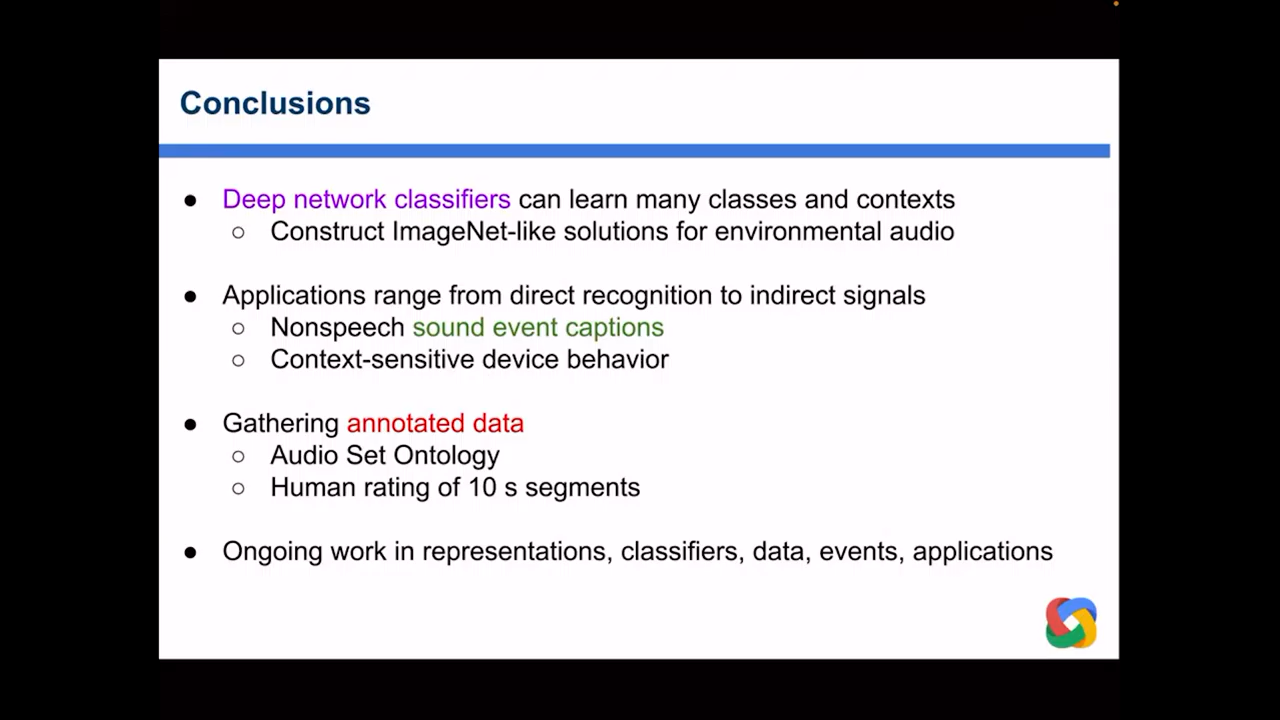 Conclusions
● Deep network classifiers can learn many classes and contexts
○ Construct ImageNet-like solutions for environmental audio
● Applications range from direct recognition to indirect signals
○ Nonspeech sound event captions
○ Context-sensitive device behavior
● Gathering annotated data
○ Audio Set Ontology
○ Human rating of 10 s segments
● Ongoing work in representations, classifiers, data, events, applications